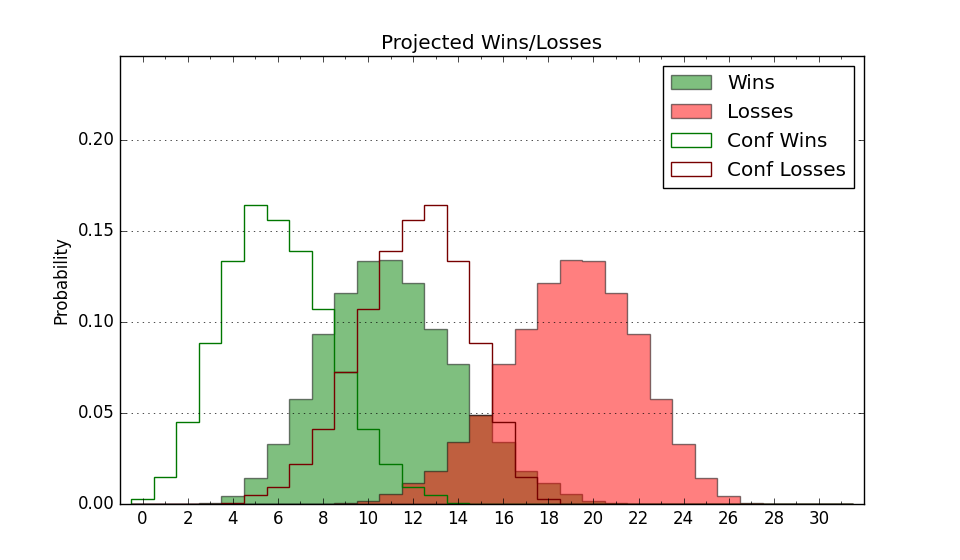 Projected Wins/Losses
Wins
Losses
Conf Wins
Conf Losses
Probability
0.20
0.15
0.10
0.05
0.00
0 2 4 6 8 10 12 14 16 18 20 22 24 26 28 30